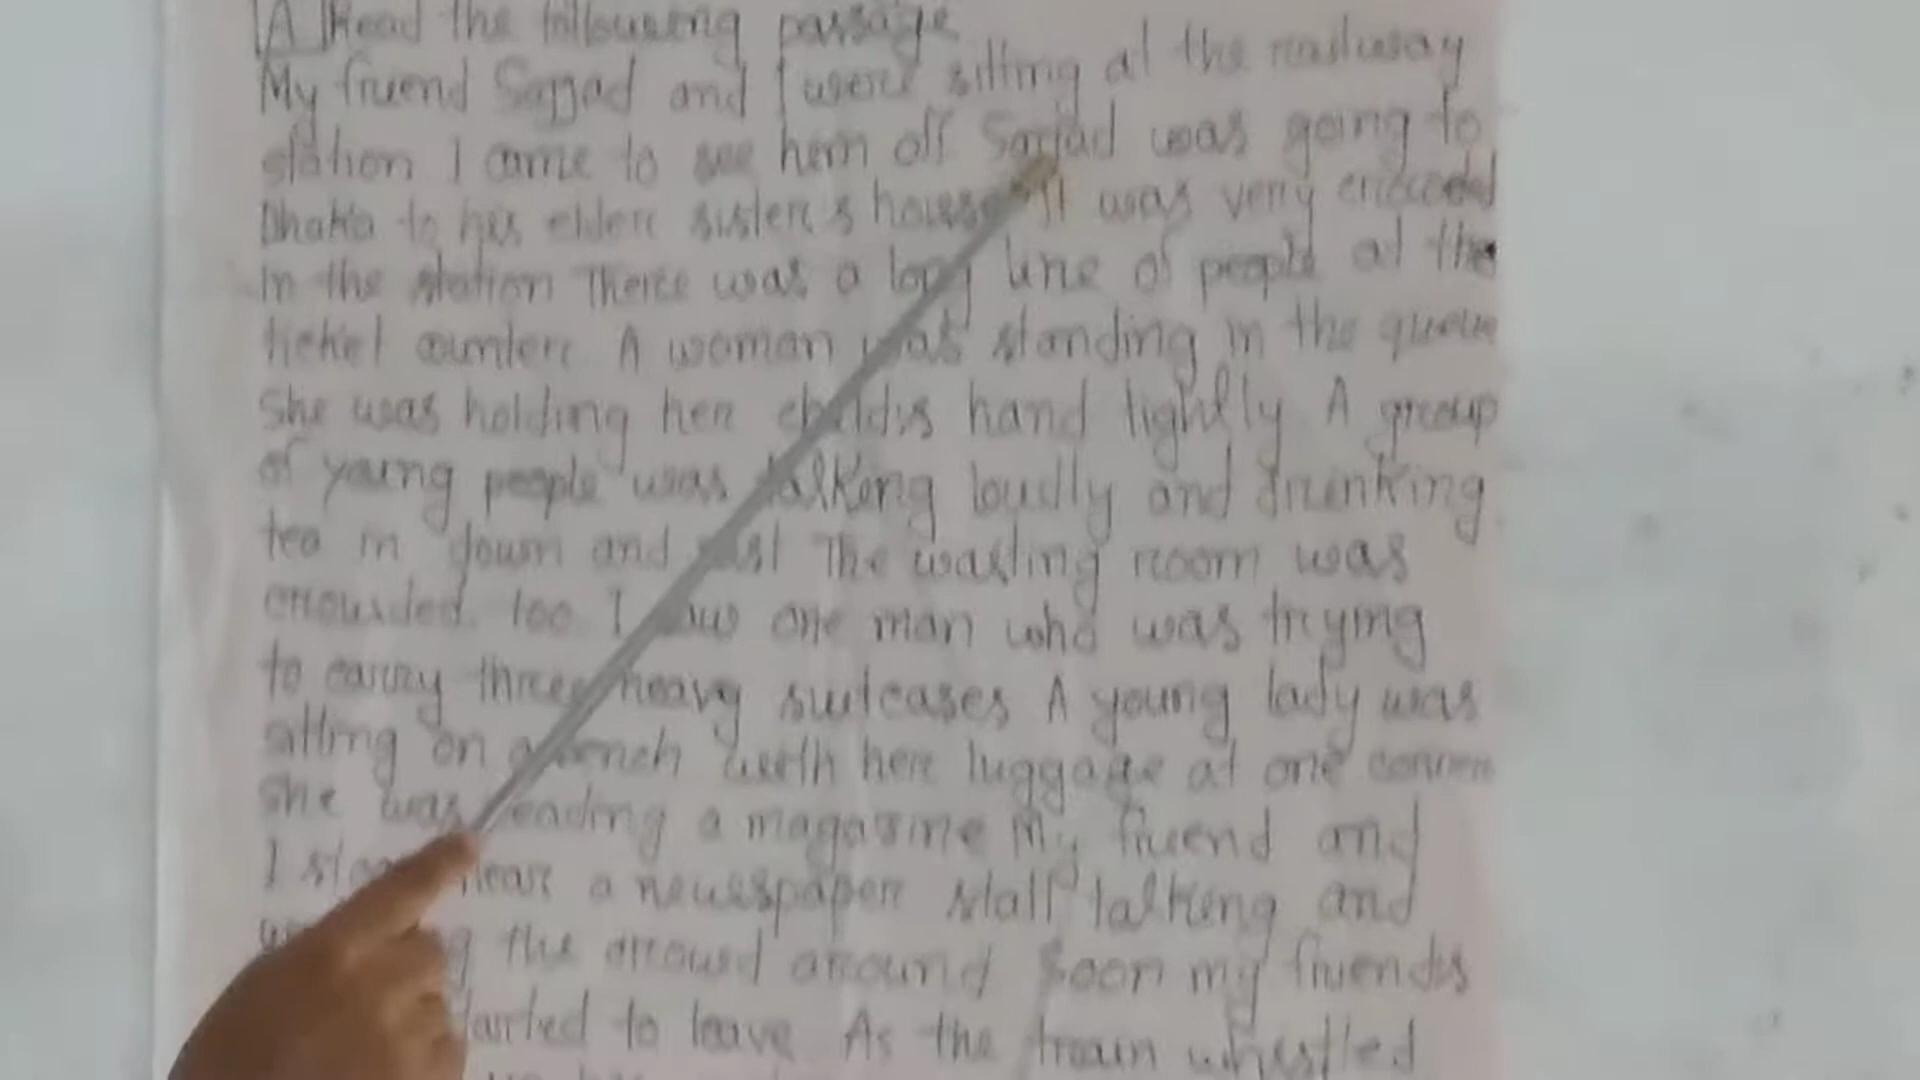 A Read the following passage
My friend Sajjad and I were sitting at the railway
station I came to see him off Sajjad was going to
Dhaka to his elder sister's house It was very crowded
in the station There was a long line of people at the
ticket counter A woman was standing in the queue
She was holding her child's hand tightly A group
of young people was talking loudly and drinking
tea in down and The waiting room was
crowded too I saw one man who was trying
to carry three heavy suitcases A young lady was
sitting on a bench with her luggage at one corner
She was reading a magazine My friend and
I near a newspaper stall talking and
the crowd around Soon my friend's
started to leave As the train whistled